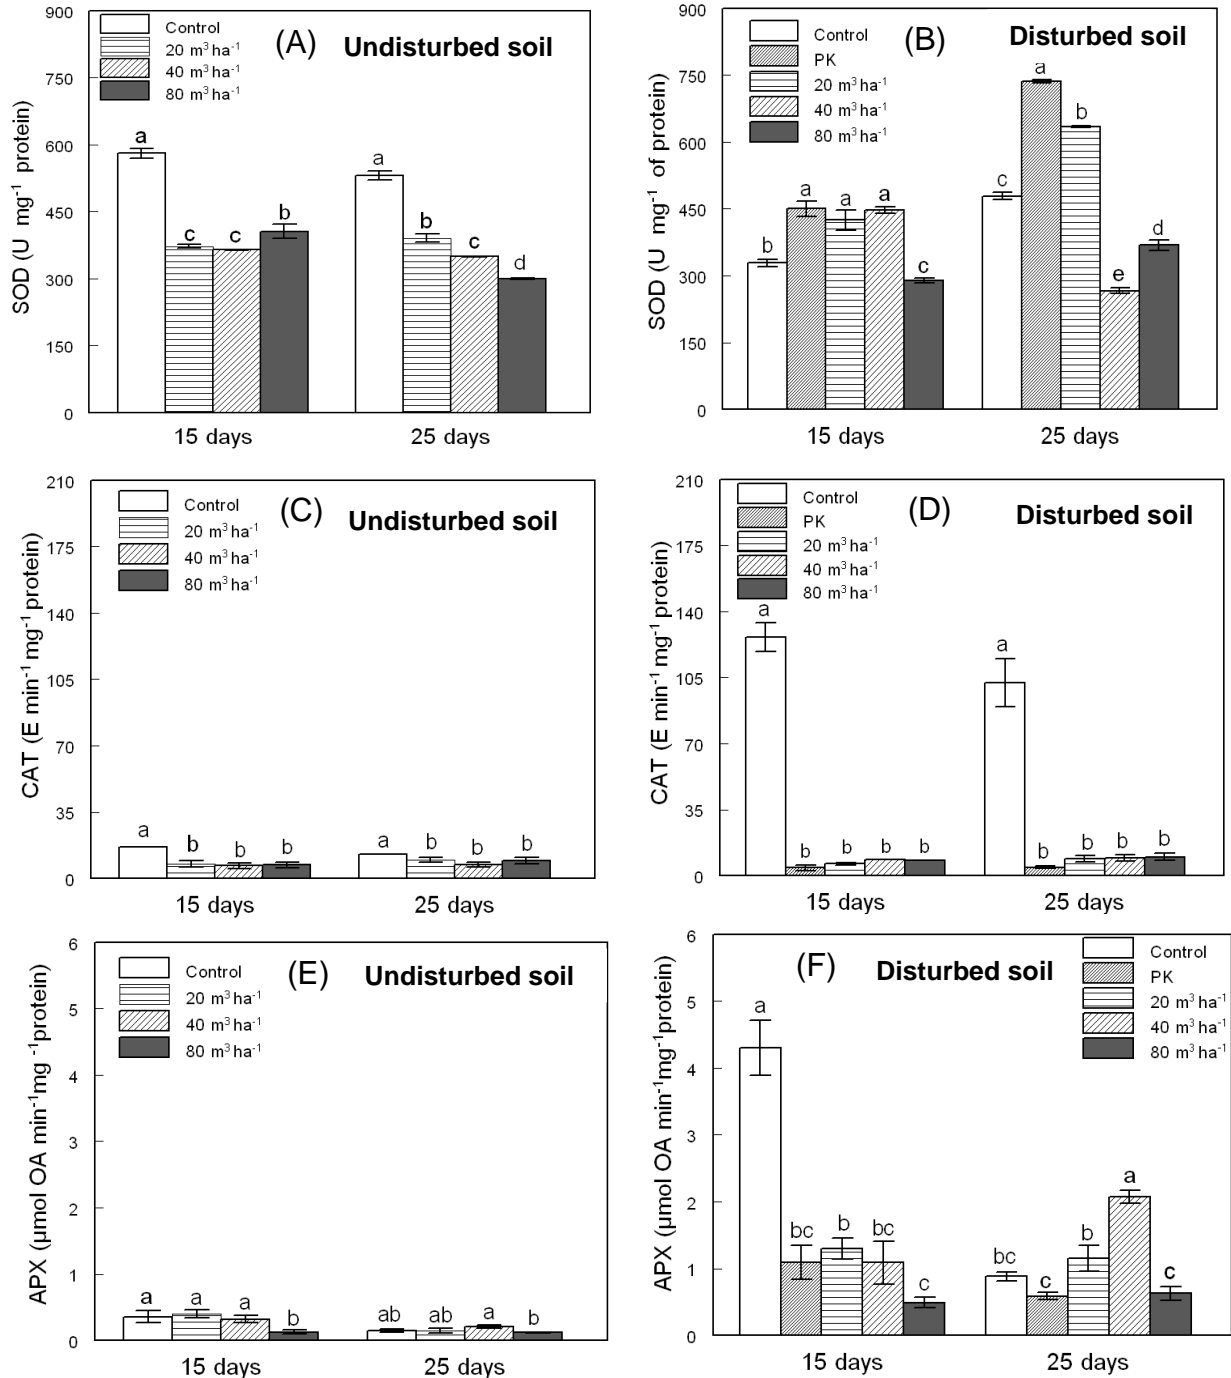 (A) Undisturbed soil
SOD (U mg⁻¹ protein)
900
750
600
450
300
150
0
Control
20 m³ ha⁻¹
40 m³ ha⁻¹
80 m³ ha⁻¹
a c c b
a b c d
15 days 25 days
(B) Disturbed soil
SOD (U mg⁻¹ of protein)
900
750
600
450
300
150
0
Control
PK
20 m³ ha⁻¹
40 m³ ha⁻¹
80 m³ ha⁻¹
b a a a c
c a b e d
15 days 25 days
(C) Undisturbed soil
CAT (E min⁻¹ mg⁻¹ protein)
210
175
140
105
70
35
0
Control
20 m³ ha⁻¹
40 m³ ha⁻¹
80 m³ ha⁻¹
a b b b
a b b b
15 days 25 days
(D) Disturbed soil
CAT (E min⁻¹ mg⁻¹ protein)
210
175
140
105
70
35
0
Control
PK
20 m³ ha⁻¹
40 m³ ha⁻¹
80 m³ ha⁻¹
a b b b b
a b b b b
15 days 25 days
(E) Undisturbed soil
APX (μmol OA min⁻¹mg ⁻¹protein)
6
5
4
3
2
1
0
Control
20 m³ ha⁻¹
40 m³ ha⁻¹
80 m³ ha⁻¹
a a a b
ab ab a b
15 days 25 days
(F) Disturbed soil
APX (μmol OA min⁻¹mg⁻¹protein)
6
5
4
3
2
1
0
Control
PK
20 m³ ha⁻¹
40 m³ ha⁻¹
80 m³ ha⁻¹
a bc b bc c
bc c b a c
15 days 25 days